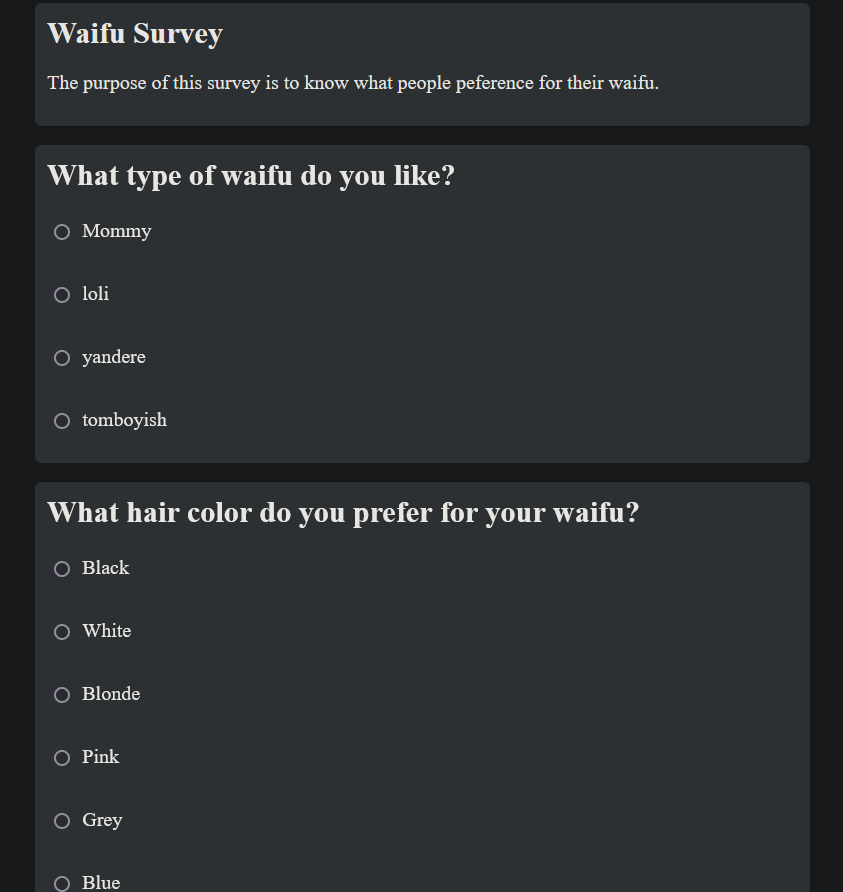 Waifu Survey
The purpose of this survey is to know what people peference for their waifu.
What type of waifu do you like?
Mommy
loli
yandere
tomboyish
What hair color do you prefer for your waifu?
Black
White
Blonde
Pink
Grey
Blue